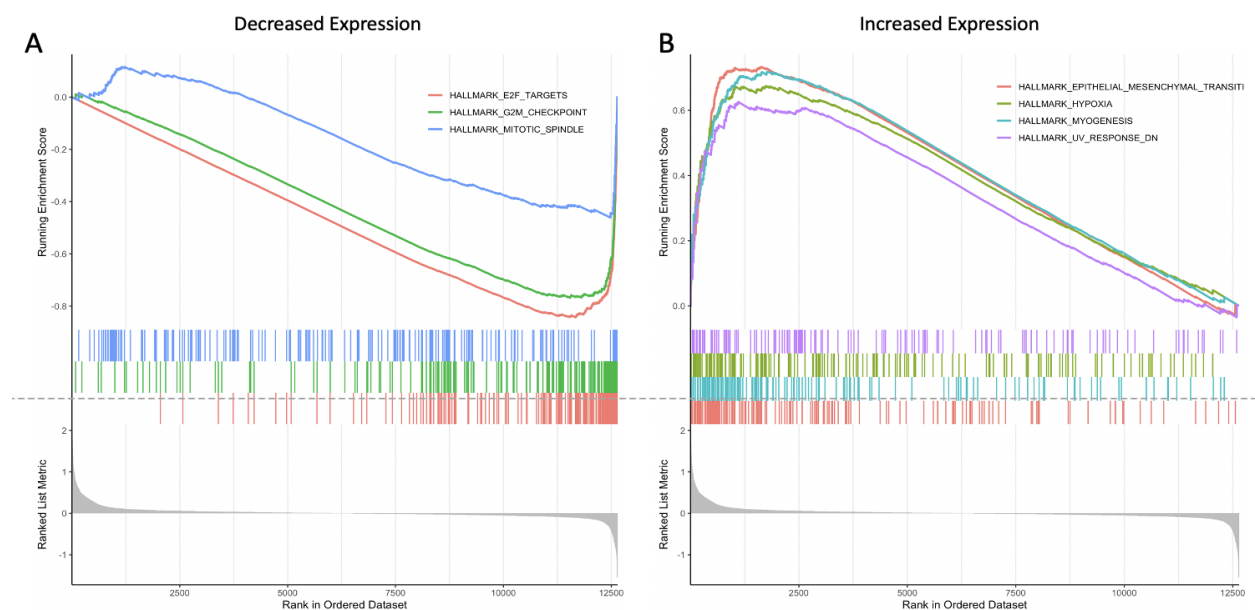 Decreased Expression
Increased Expression
A
B
Running Enrichment Score
0.0
-0.2
-0.4
-0.6
-0.8
HALLMARK_E2F_TARGETS
HALLMARK_G2M_CHECKPOINT
HALLMARK_MITOTIC_SPINDLE
Ranked List Metric
2
1
0
-1
2500
5000
7500
10000
12500
Rank in Ordered Dataset
Running Enrichment Score
0.6
0.4
0.2
0.0
HALLMARK_EPITHELIAL_MESENCHYMAL_TRANSITI
HALLMARK_HYPOXIA
HALLMARK_MYOGENESIS
HALLMARK_UV_RESPONSE_DN
Ranked List Metric
2
1
0
-1
2500
5000
7500
10000
12500
Rank in Ordered Dataset